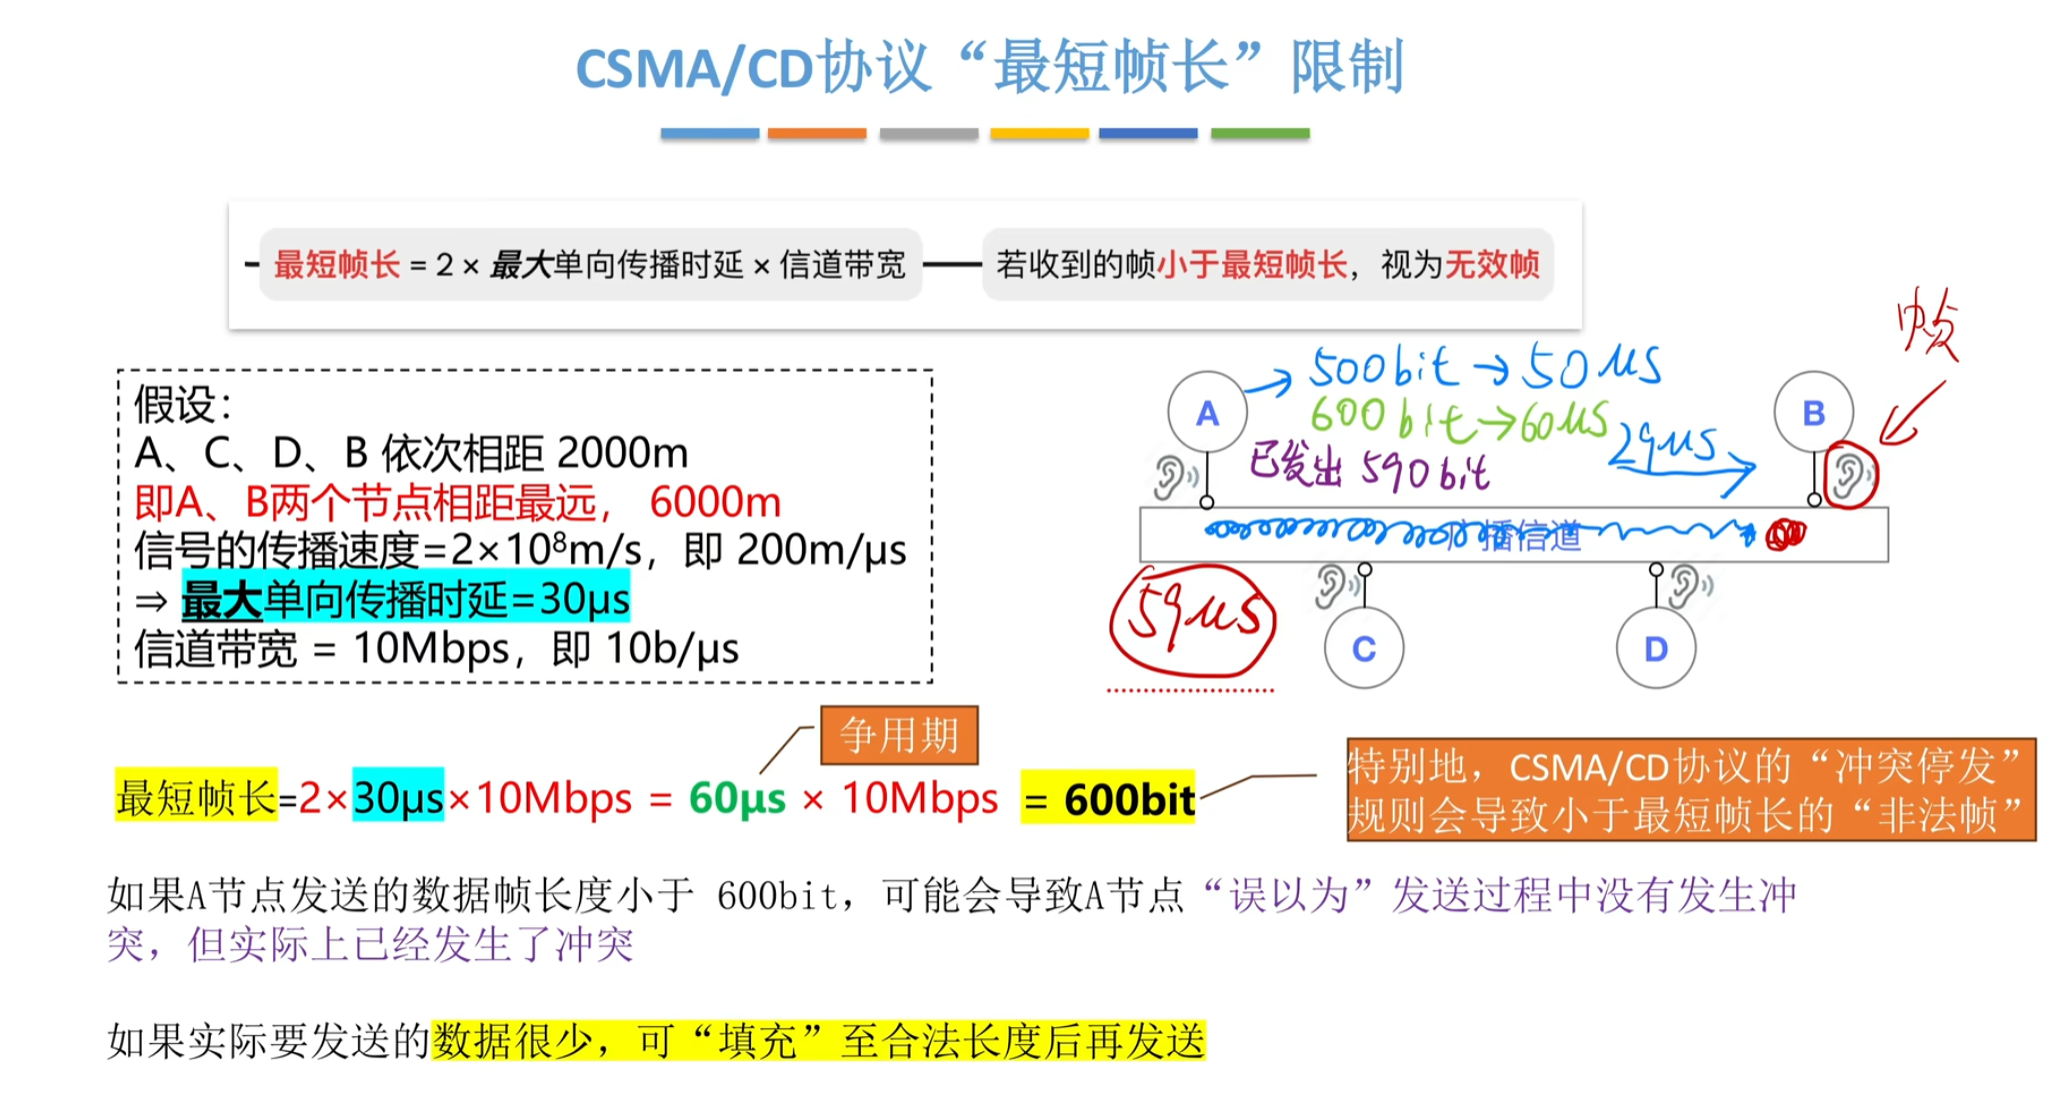 CSMA/CD协议“最短帧长”限制
最短帧长 = 2 × 最大单向传播时延 × 信道带宽
若收到的帧小于最短帧长，视为无效帧
帧
假设：
A、C、D、B 依次相距 2000m
即A、B两个节点相距最远， 6000m
信号的传播速度=2×10⁸m/s，即 200m/μs
⇒ 最大单向传播时延=30μs
信道带宽 = 10Mbps，即 10b/μs
A
→ 500bit → 50μs
600bit → 60μs
已发出 590bit
29μs
B
广播信道
59μs
C
D
争用期
最短帧长=2×30μs×10Mbps = 60μs × 10Mbps = 600bit
特别地，CSMA/CD协议的“冲突停发”
规则会导致小于最短帧长的“非法帧”
如果A节点发送的数据帧长度小于 600bit，可能会导致A节点“误以为”发送过程中没有发生冲
突，但实际上已经发生了冲突
如果实际要发送的数据很少，可“填充”至合法长度后再发送